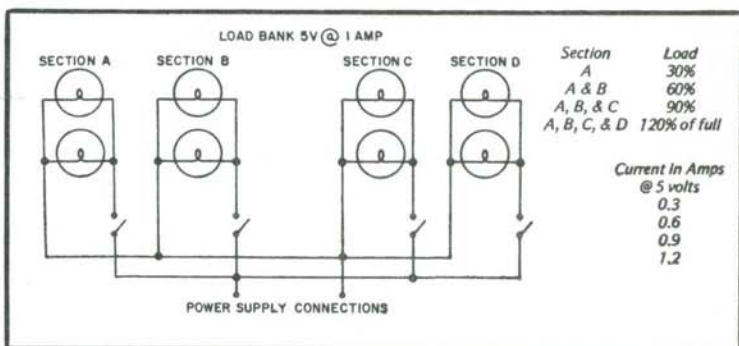 LOAD BANK 5V @ 1 AMP
SECTION A
SECTION B
SECTION C
SECTION D
Section Load
A 30%
A & B 60%
A, B, & C 90%
A, B, C, & D 120% of full
Current in Amps
@ 5 volts
0.3
0.6
0.9
1.2
POWER SUPPLY CONNECTIONS